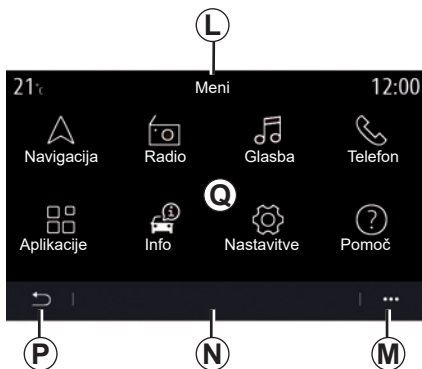 L
21°c Meni 12:00
Navigacija Radio Glasba Telefon
Q
Aplikacije Info Nastavitve Pomoč
P N M